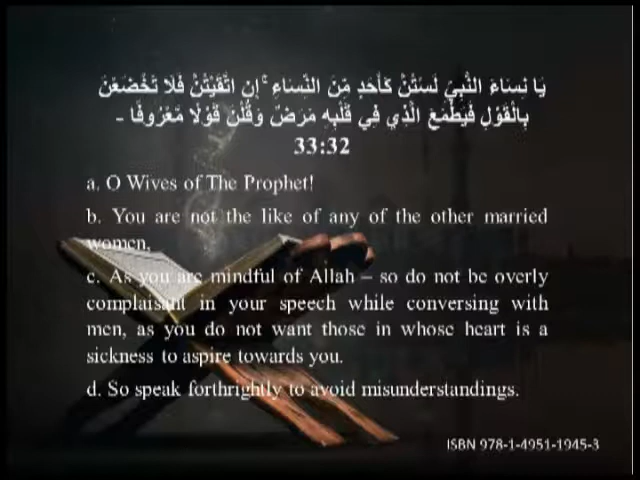 يَا نِسَاءَ النَّبِيِّ لَسْتُنَّ كَأَحَدٍ مِّنَ النِّسَاءِ ۚ إِنِ اتَّقَيْتُنَّ فَلَا تَخْضَعْنَ
بِالْقَوْلِ فَيَطْمَعَ الَّذِي فِي قَلْبِهِ مَرَضٌ وَقُلْنَ قَوْلًا مَّعْرُوفًا -
33:32
a. O Wives of The Prophet!
b. You are not the like of any of the other married
women,
c. As you are mindful of Allah – so do not be overly
complaisant in your speech while conversing with
men, as you do not want those in whose heart is a
sickness to aspire towards you.
d. So speak forthrightly to avoid misunderstandings.
ISBN 978-1-4951-1945-3